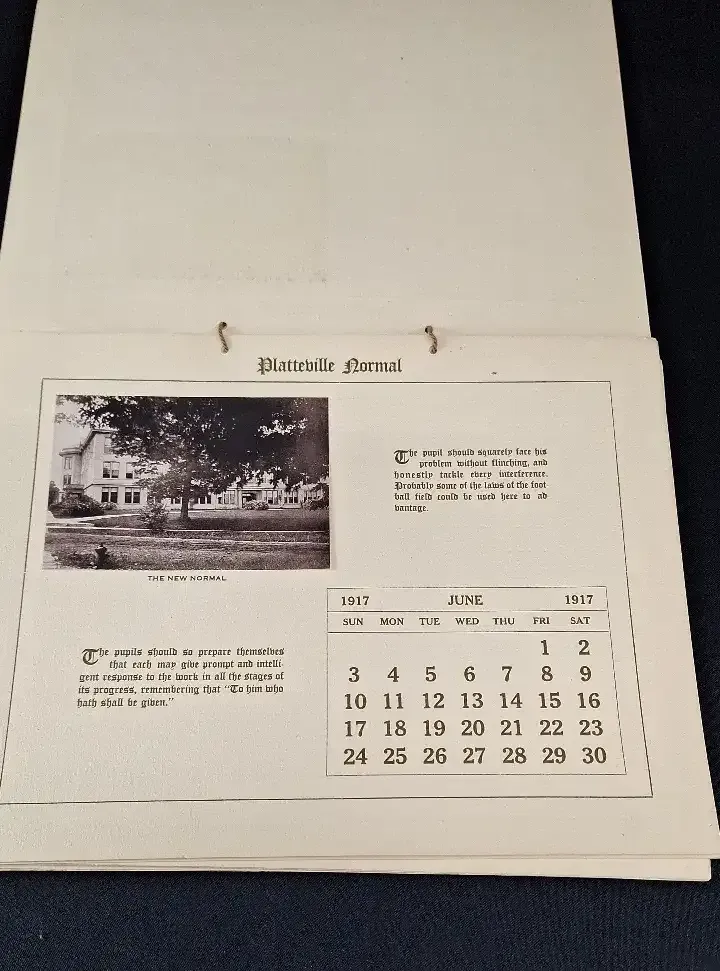 Platteville Normal
The pupil should squarely face his
problem without flinching, and
honestly tackle every interference.
Probably some of the laws of the foot
ball field could be used here to ad
vantage.
THE NEW NORMAL
The pupils should so prepare themselves
that each may give prompt and intelli-
gent response to the work in all the stages of
its progress, remembering that "To him who
hath shall be given."
1917 JUNE 1917
SUN MON TUE WED THU FRI SAT
1 2
3 4 5 6 7 8 9
10 11 12 13 14 15 16
17 18 19 20 21 22 23
24 25 26 27 28 29 30